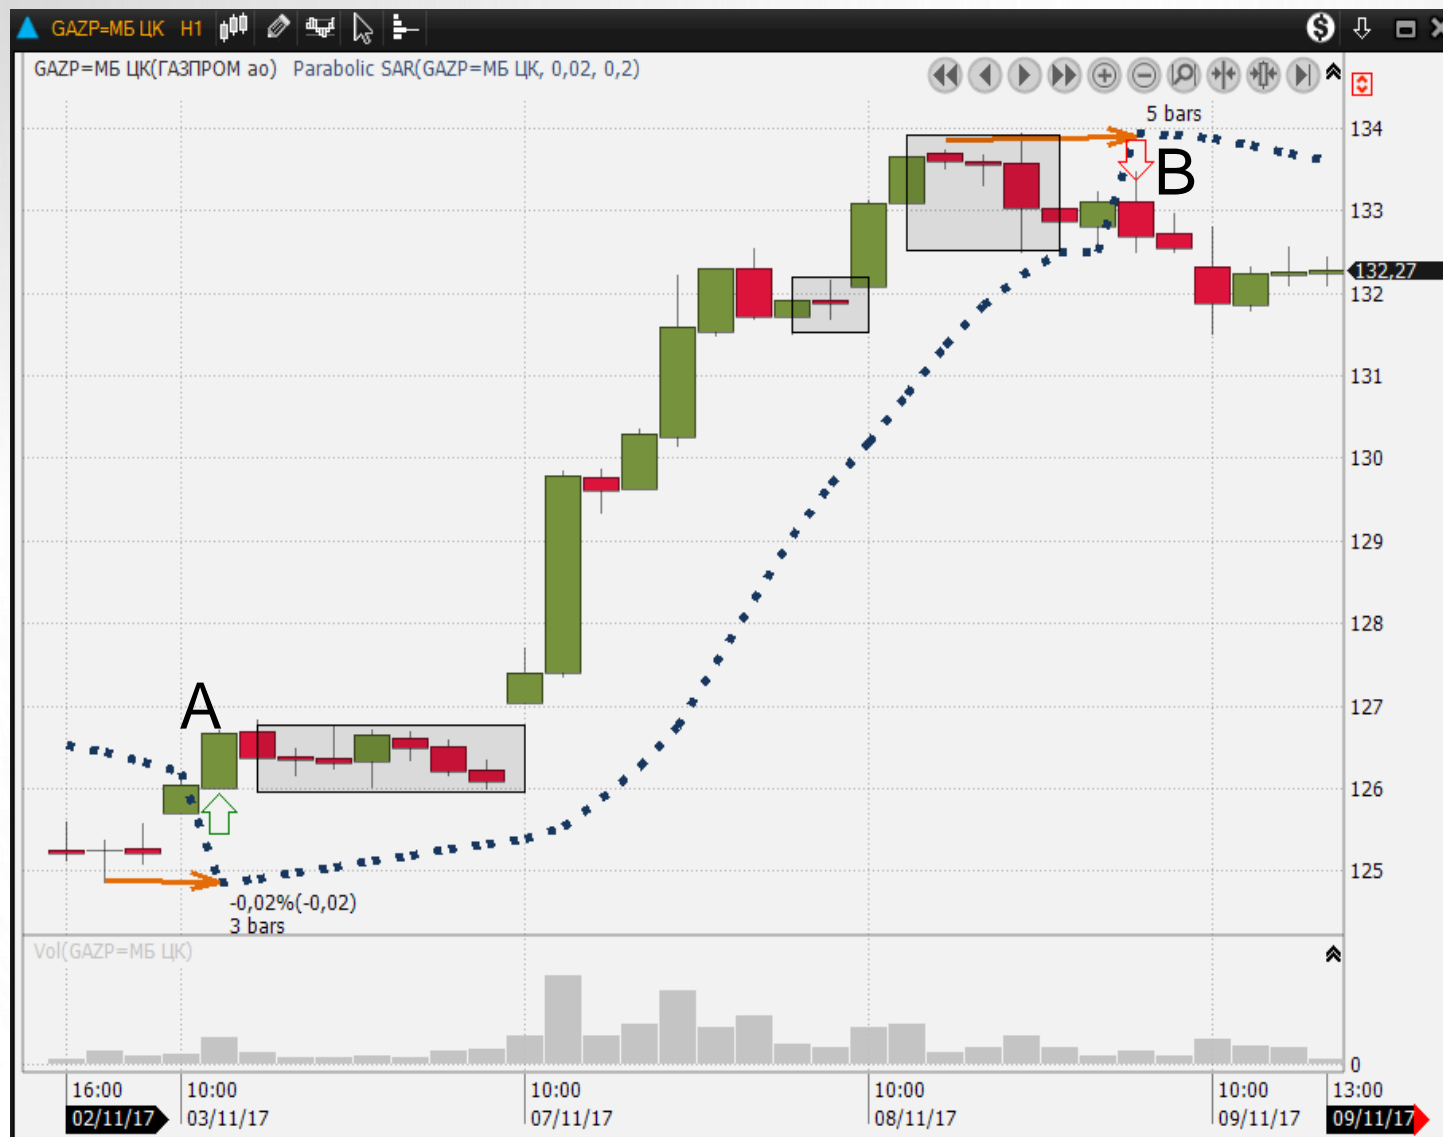 GAZP=МБ ЦК H1
GAZP=МБ ЦК(ГАЗПРОМ ао) Parabolic SAR(GAZP=МБ ЦК, 0,02, 0,2)
5 bars
134
B
133
132,27
132
131
130
129
128
A
127
126
125
-0,02%(-0,02)
3 bars
Vol(GAZP=МБ ЦК)
0
16:00 10:00 10:00 10:00 10:00 13:00
02/11/17 03/11/17 07/11/17 08/11/17 09/11/17 09/11/17